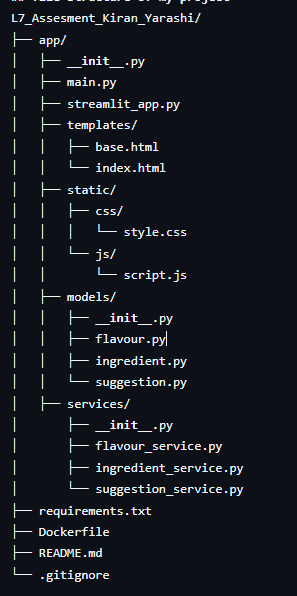 L7_Assesment_Kiran_Yarashi/
├── app/
│   ├── __init__.py
│   ├── main.py
│   ├── streamlit_app.py
│   ├── templates/
│   │   ├── base.html
│   │   └── index.html
│   ├── static/
│   │   ├── css/
│   │   │   └── style.css
│   │   ├── js/
│   │       └── script.js
│   ├── models/
│   │   ├── __init__.py
│   │   ├── flavour.py
│   │   ├── ingredient.py
│   │   └── suggestion.py
│   ├── services/
│       ├── __init__.py
│       ├── flavour_service.py
│       ├── ingredient_service.py
│       └── suggestion_service.py
├── requirements.txt
├── Dockerfile
├── README.md
└── .gitignore